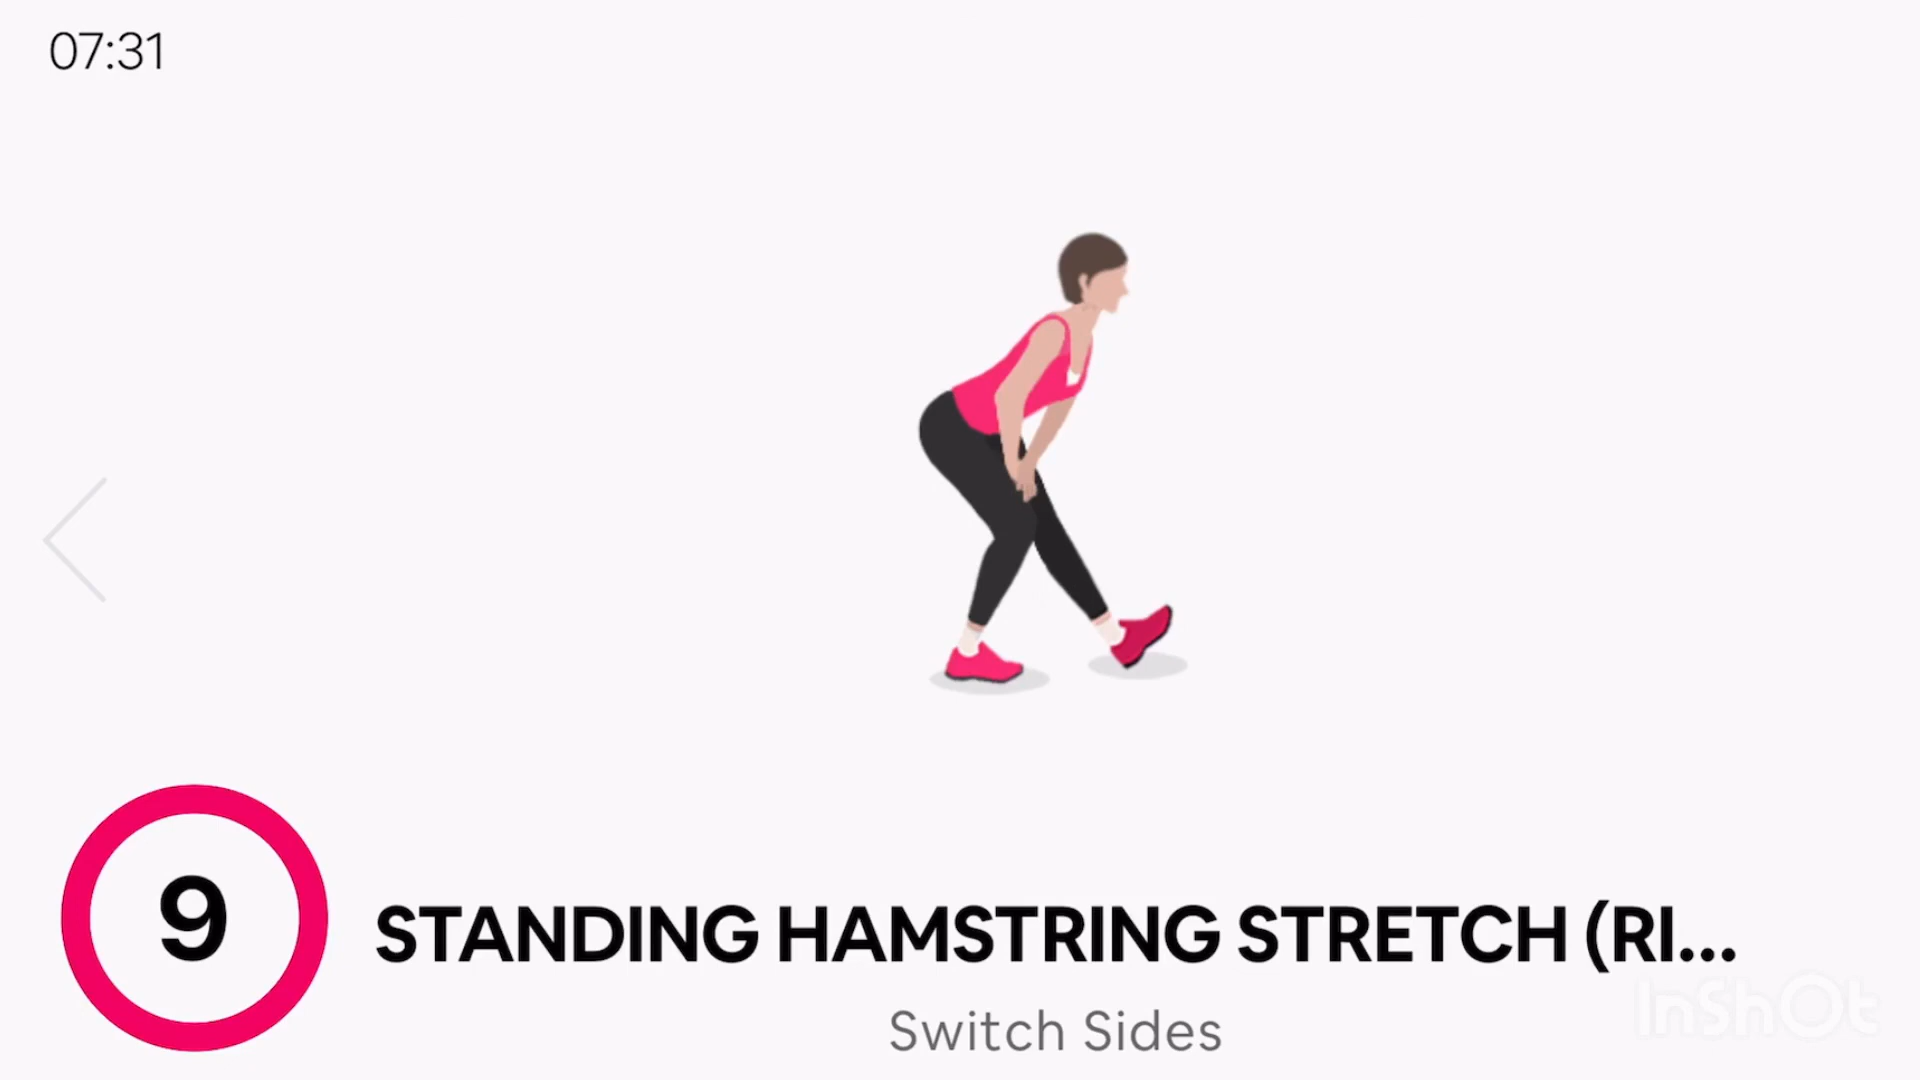 07:31
9
STANDING HAMSTRING STRETCH (RI...
Switch Sides
InShOt